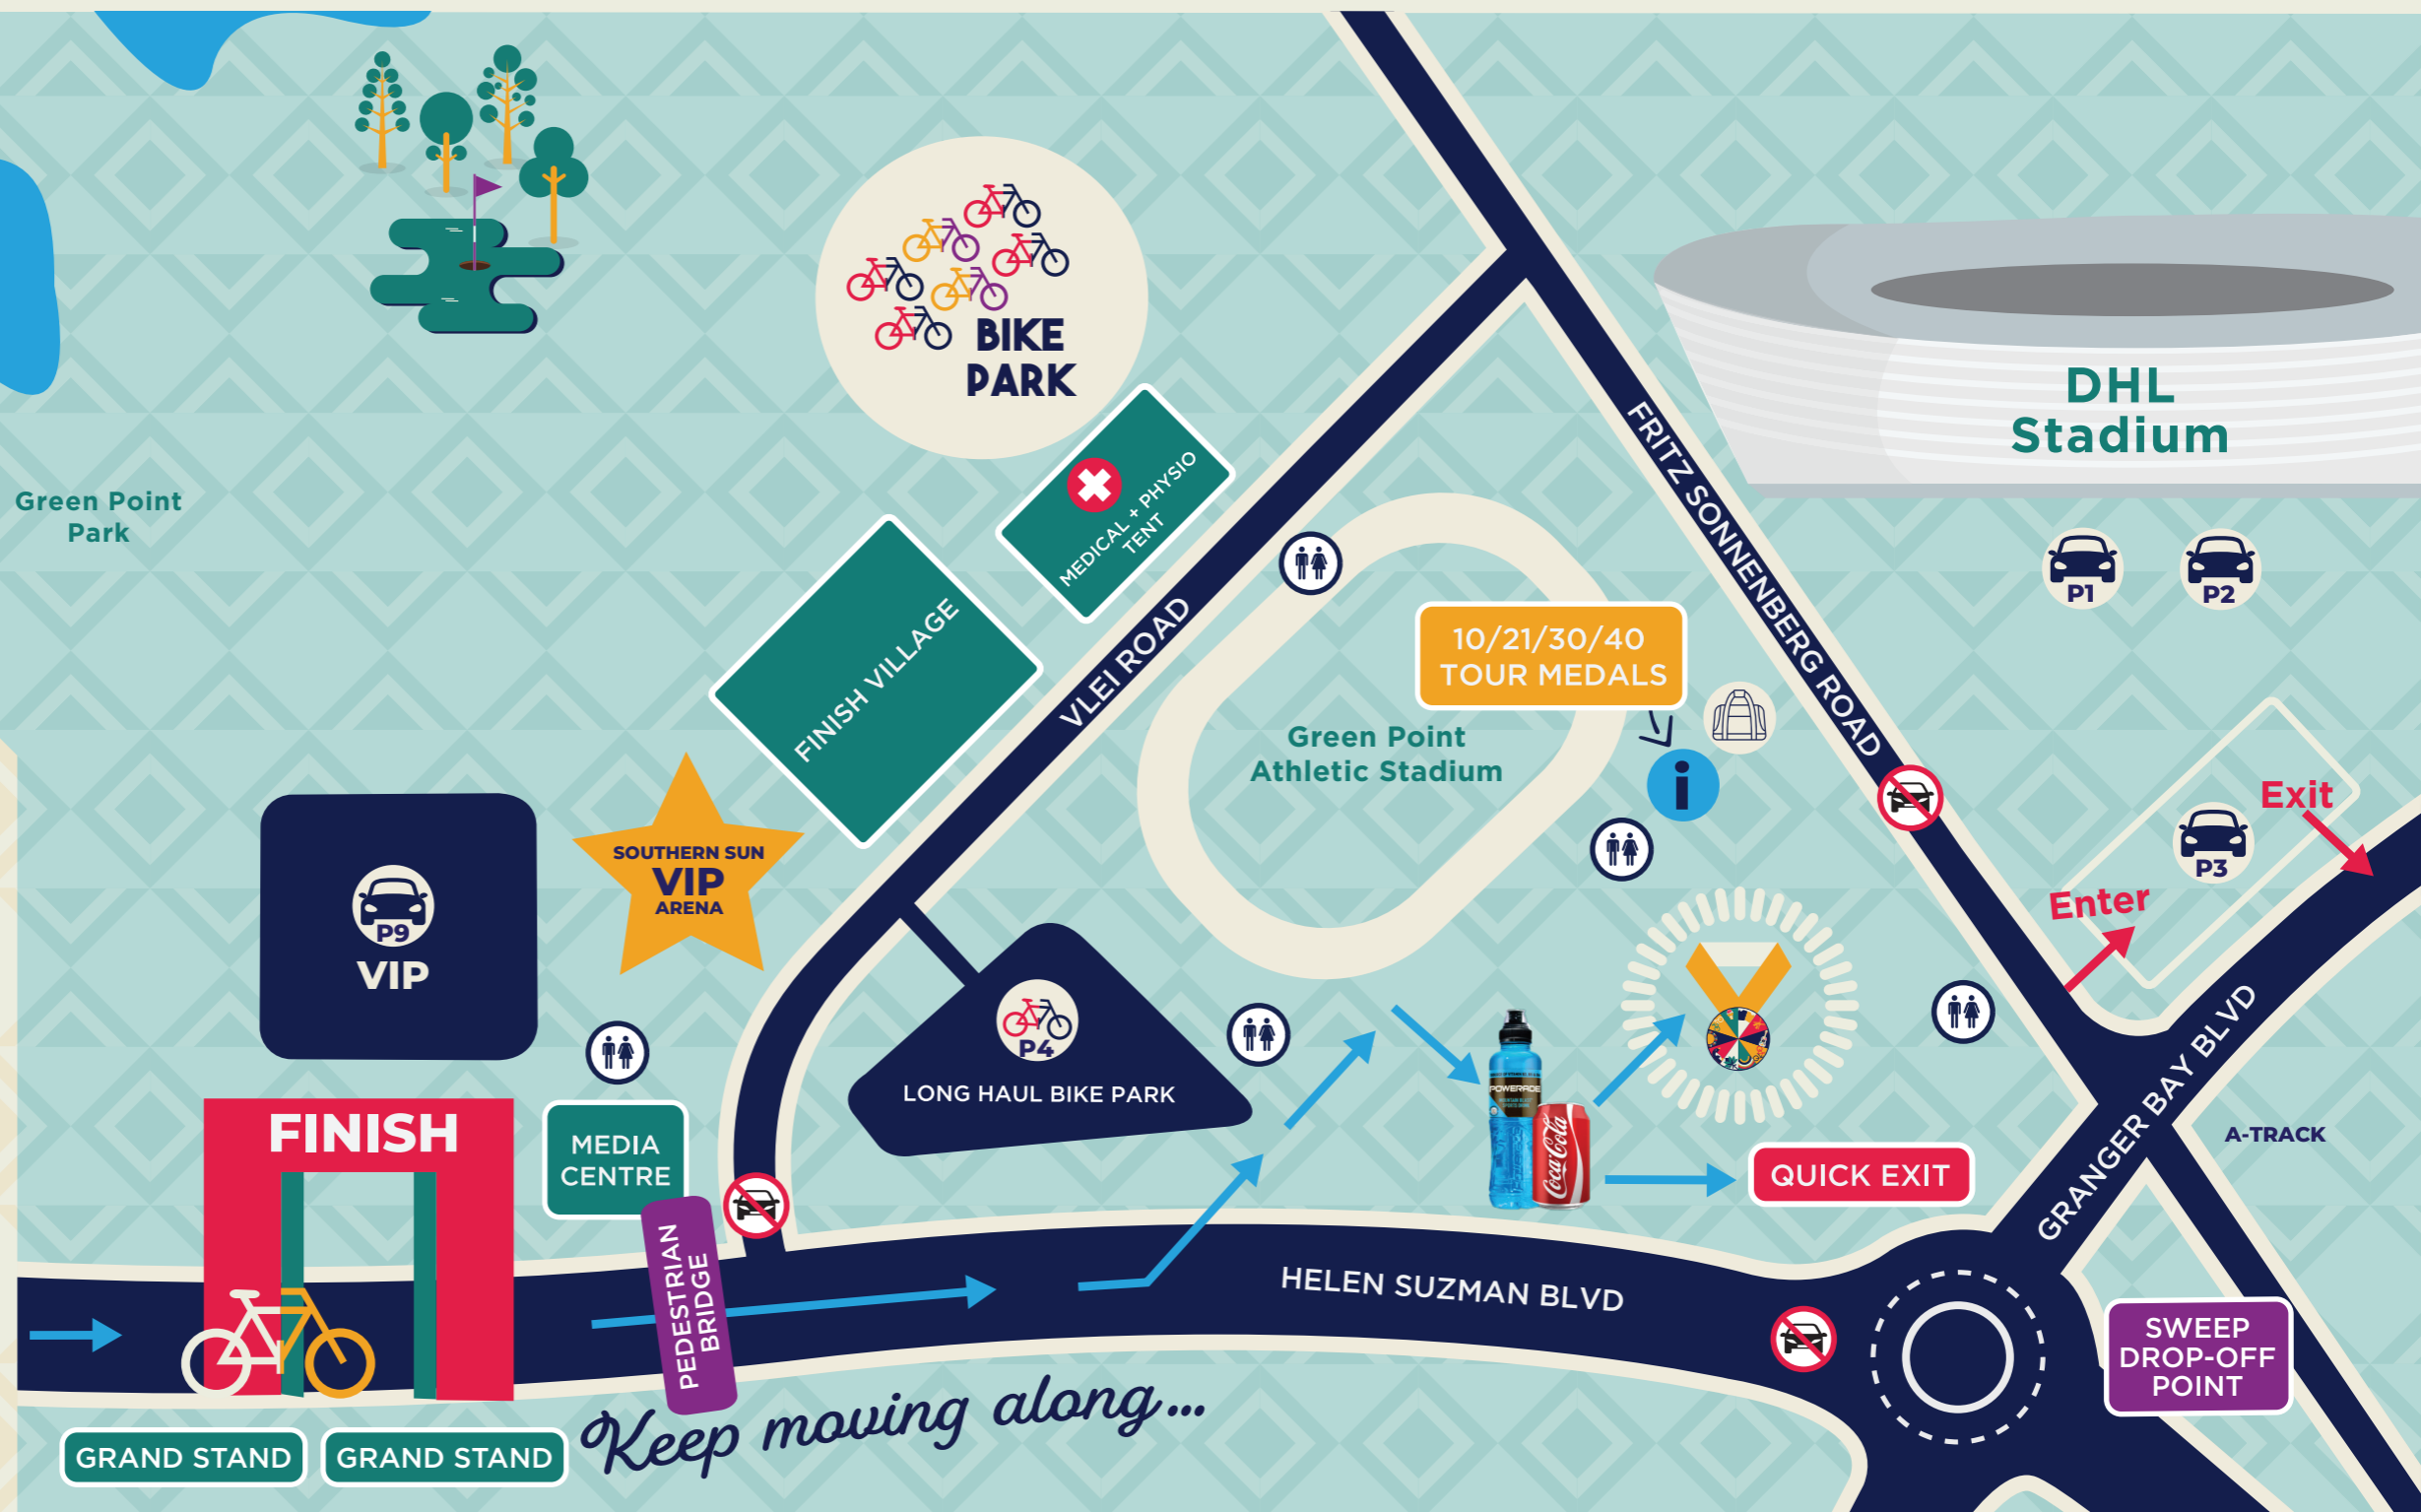 BIKE
PARK
DHL
Stadium
Green Point
Park
MEDICAL + PHYSIO
TENT
FRITZ SONNENBERG ROAD
P1
P2
FINISH VILLAGE
VLEI ROAD
10/21/30/40
TOUR MEDALS
Green Point
Athletic Stadium
i
Exit
P3
Enter
SOUTHERN SUN
VIP
ARENA
P9
VIP
P4
LONG HAUL BIKE PARK
POWERADE
Coca-Cola
GRANGER BAY BLVD
A-TRACK
FINISH
MEDIA
CENTRE
QUICK EXIT
PEDESTRIAN
BRIDGE
HELEN SUZMAN BLVD
SWEEP
DROP-OFF
POINT
Keep moving along...
GRAND STAND
GRAND STAND